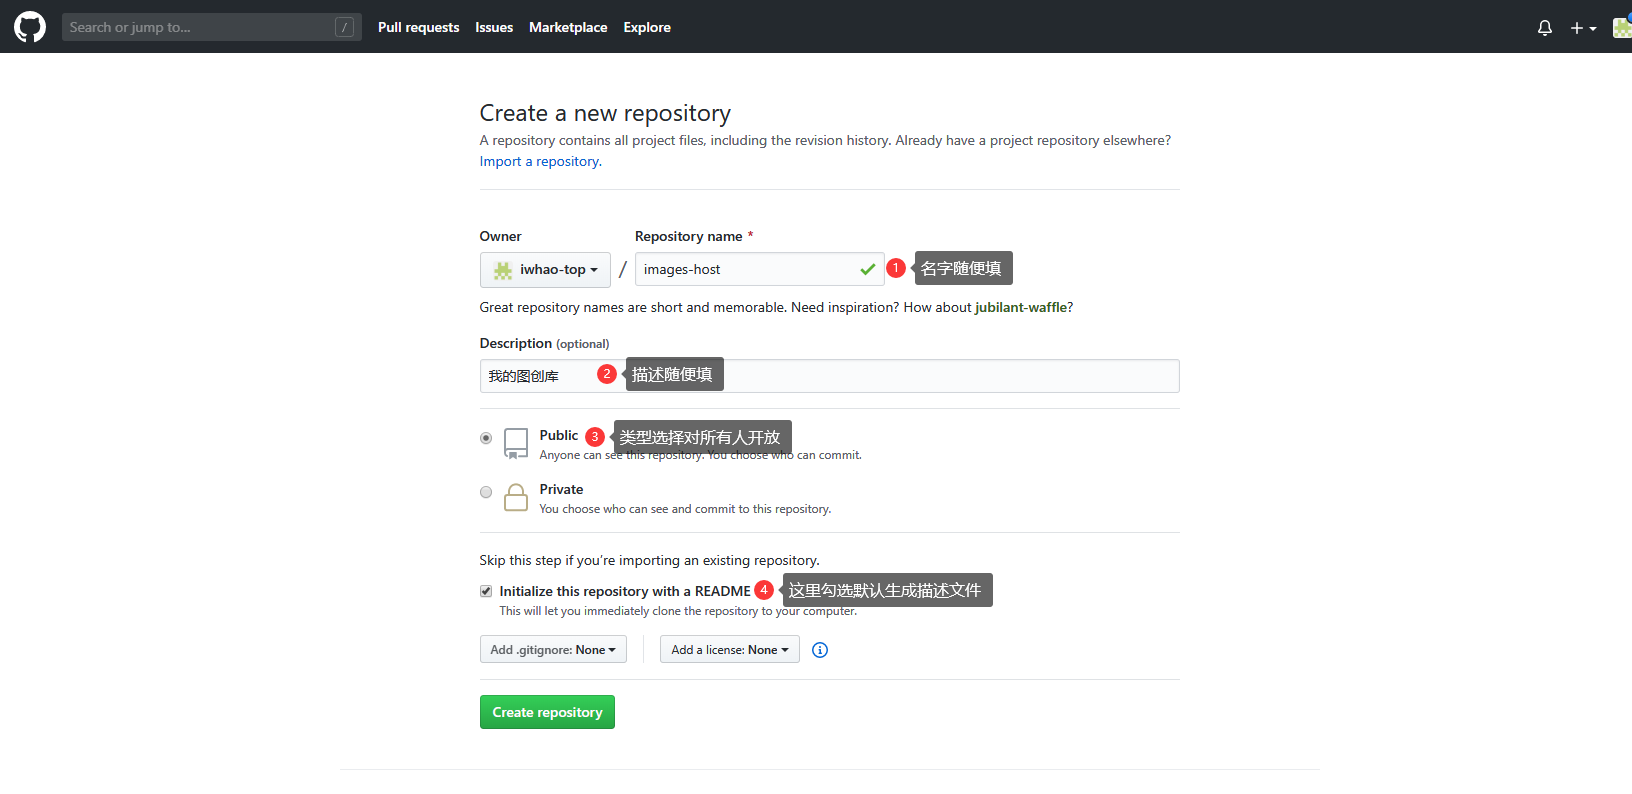 Search or jump to... / Pull requests Issues Marketplace Explore
Create a new repository
A repository contains all project files, including the revision history. Already have a project repository elsewhere?
Import a repository.
Owner Repository name *
iwhao-top / images-host 1 名字随便填
Great repository names are short and memorable. Need inspiration? How about jubilant-waffle?
Description (optional)
我的图创库 2 描述随便填
Public 3 类型选择对所有人开放
Anyone can see this repository. You choose who can commit.
Private
You choose who can see and commit to this repository.
Skip this step if you’re importing an existing repository.
Initialize this repository with a README 4 这里勾选默认生成描述文件
This will let you immediately clone the repository to your computer.
Add .gitignore: None Add a license: None
Create repository